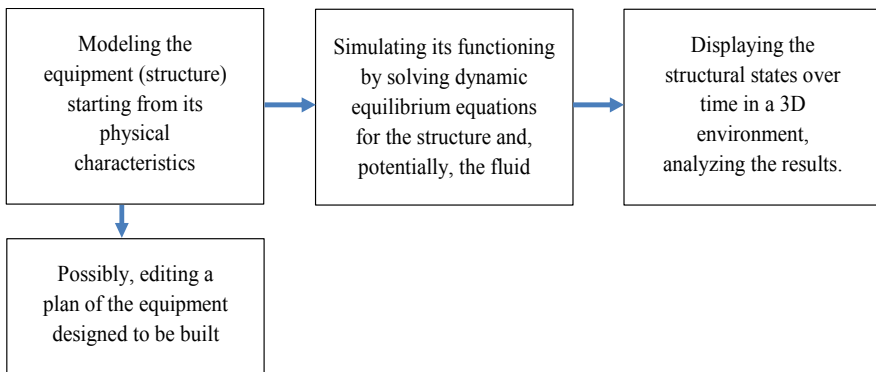 Modeling the
equipment (structure)
starting from its
physical
characteristics
Simulating its functioning
by solving dynamic
equilibrium equations
for the structure and,
potentially, the fluid
Displaying the
structural states over
time in a 3D
environment,
analyzing the results.
Possibly, editing a
plan of the equipment
designed to be built